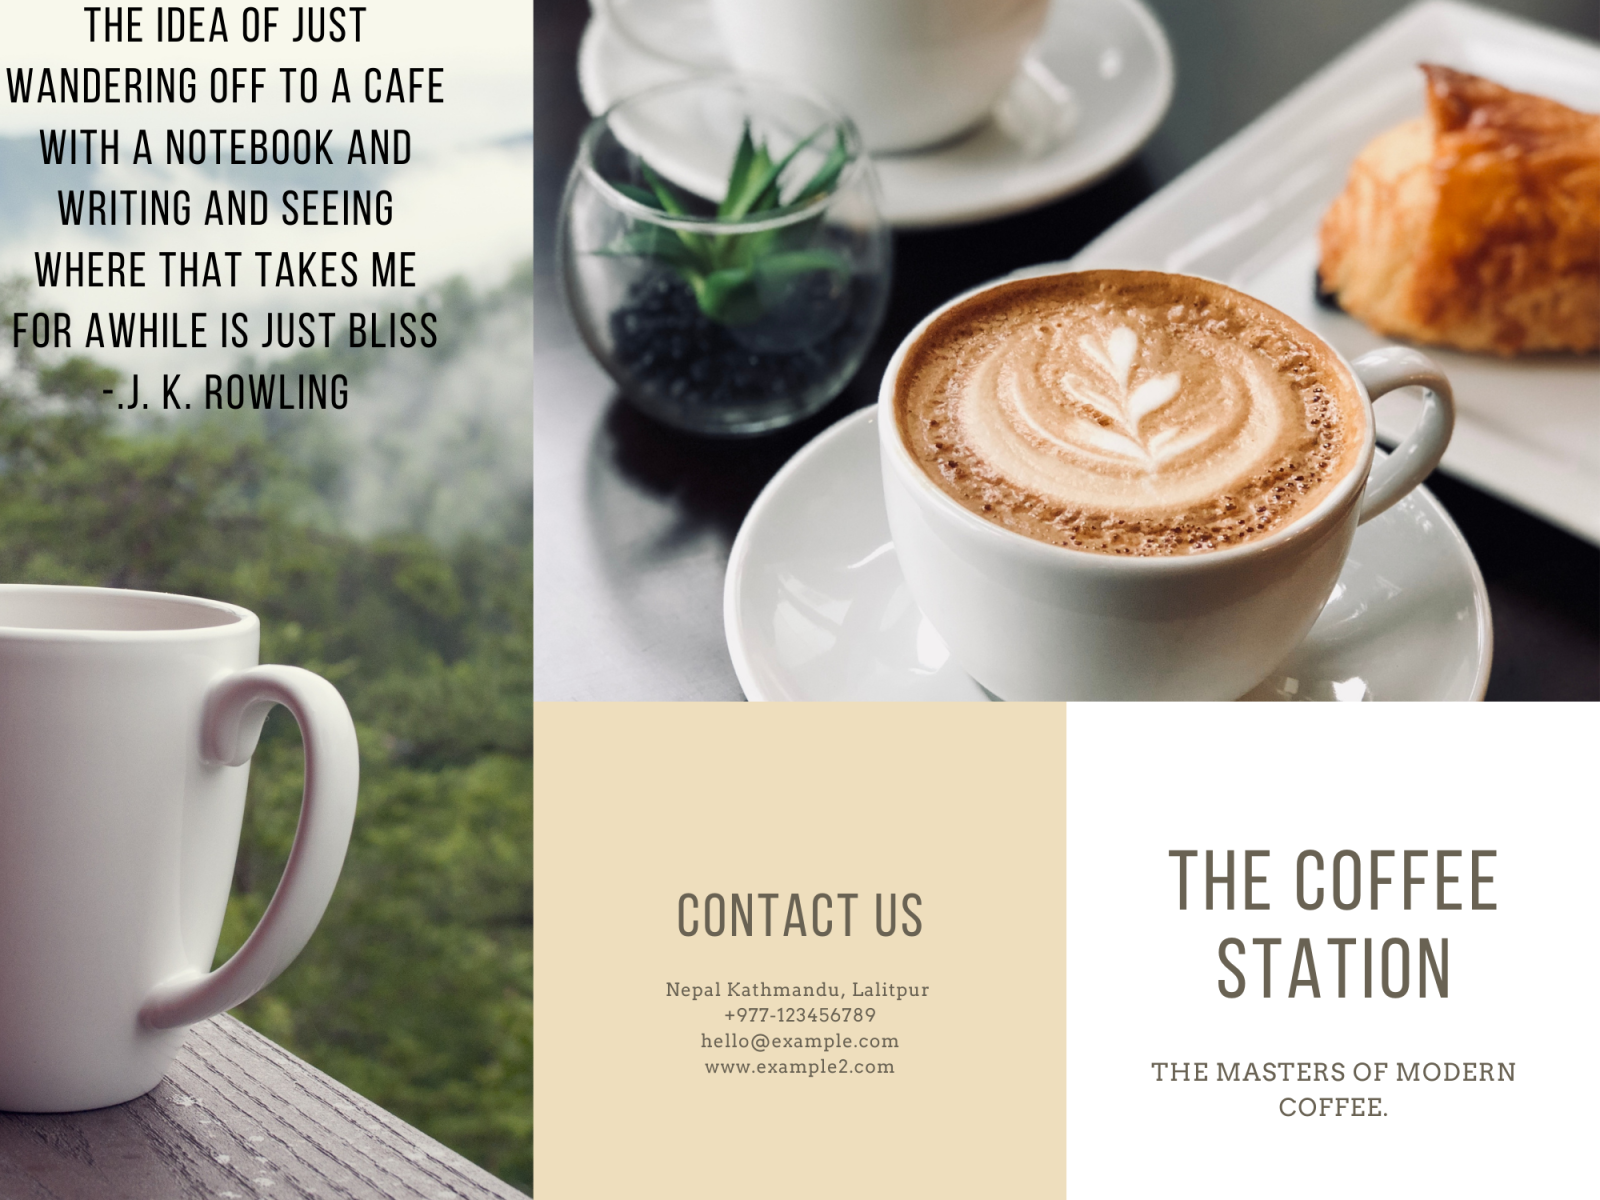 THE IDEA OF JUST
WANDERING OFF TO A CAFE
WITH A NOTEBOOK AND
WRITING AND SEEING
WHERE THAT TAKES ME
FOR AWHILE IS JUST BLISS
-.J. K. ROWLING
CONTACT US
Nepal Kathmandu, Lalitpur
+977-123456789
hello@example.com
www.example2.com
THE COFFEE
STATION
THE MASTERS OF MODERN
COFFEE.